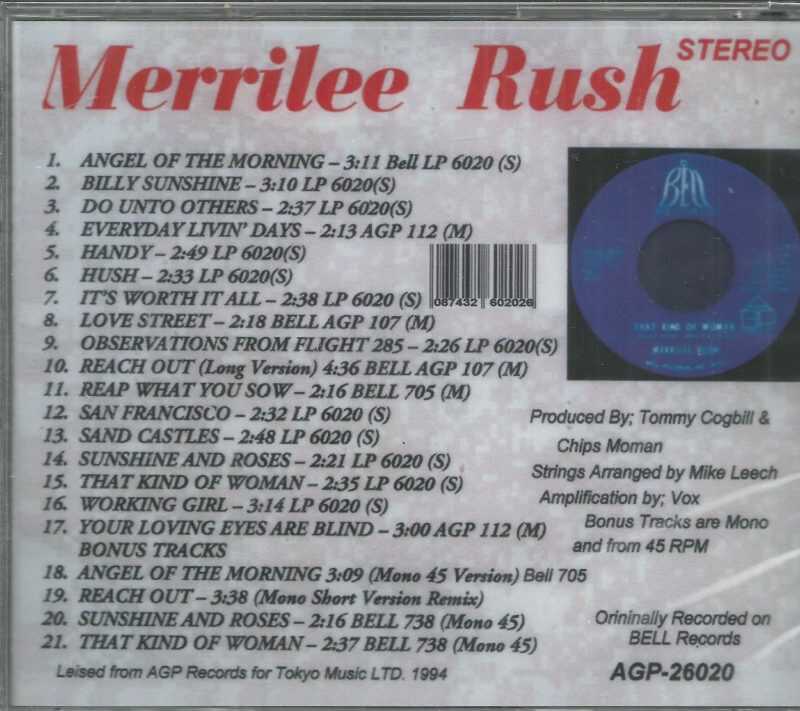 Merrilee Rush STEREO
1. ANGEL OF THE MORNING – 3:11 Bell LP 6020 (S)
2. BILLY SUNSHINE – 3:10 LP 6020(S)
3. DO UNTO OTHERS – 2:37 LP 6020(S)
4. EVERYDAY LIVIN' DAYS – 2:13 AGP 112 (M)
5. HANDY – 2:49 LP 6020(S)
6. HUSH – 2:33 LP 6020(S)
7. IT'S WORTH IT ALL – 2:38 LP 6020 (S)
8. LOVE STREET – 2:18 BELL AGP 107 (M)
9. OBSERVATIONS FROM FLIGHT 285 – 2:26 LP 6020(S)
10. REACH OUT (Long Version) 4:36 BELL AGP 107 (M)
11. REAP WHAT YOU SOW – 2:16 BELL 705 (M)
12. SAN FRANCISCO – 2:32 LP 6020 (S)
13. SAND CASTLES – 2:48 LP 6020 (S)
14. SUNSHINE AND ROSES – 2:21 LP 6020 (S)
15. THAT KIND OF WOMAN – 2:35 LP 6020 (S)
16. WORKING GIRL – 3:14 LP 6020 (S)
17. YOUR LOVING EYES ARE BLIND – 3:00 AGP 112 (M)
BONUS TRACKS
18. ANGEL OF THE MORNING 3:09 (Mono 45 Version) Bell 705
19. REACH OUT – 3:38 (Mono Short Version Remix)
20. SUNSHINE AND ROSES – 2:16 BELL 738 (Mono 45)
21. THAT KIND OF WOMAN – 2:37 BELL 738 (Mono 45)
Leised from AGP Records for Tokyo Music LTD. 1994
087432 602026
BELL
THAT KIND OF WOMAN
MERRILEE RUSH
Produced By; Tommy Cogbill &
Chips Moman
Strings Arranged by Mike Leech
Amplification by; Vox
Bonus Tracks are Mono
and from 45 RPM
Orininally Recorded on
BELL Records
AGP-26020